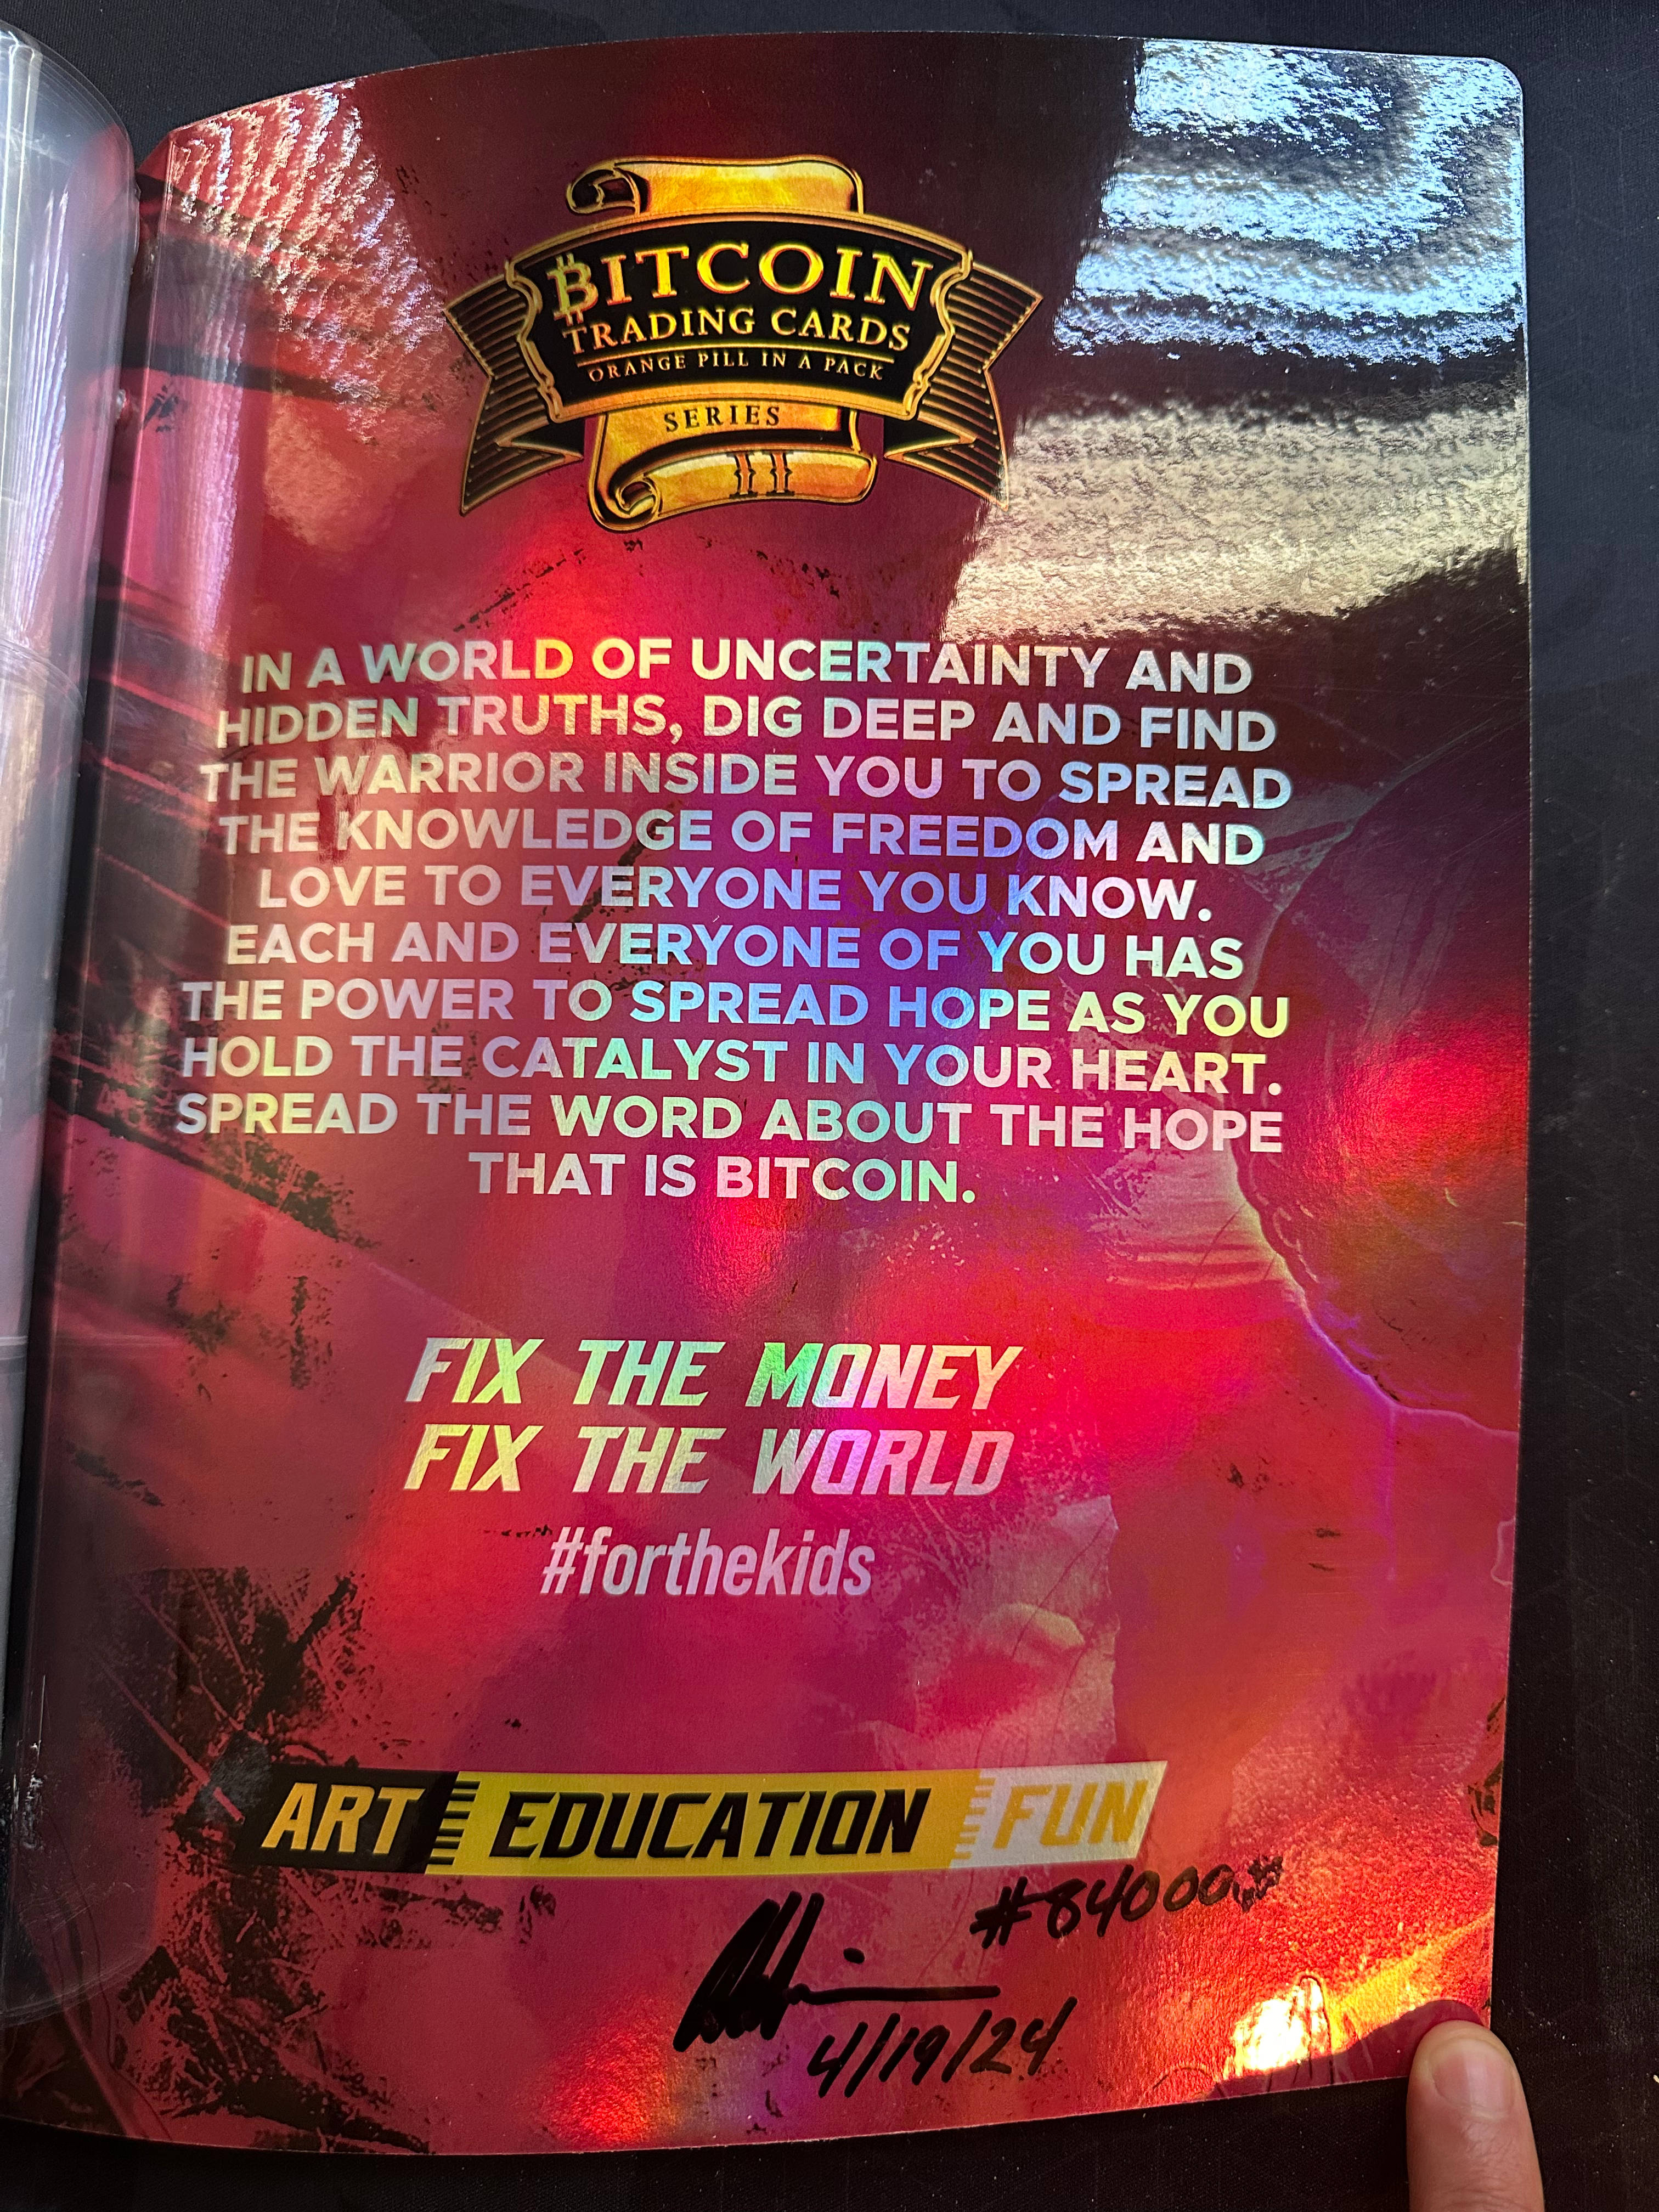 BITCOIN
TRADING CARDS
ORANGE PILL IN A PACK
SERIES
II
IN A WORLD OF UNCERTAINTY AND
HIDDEN TRUTHS, DIG DEEP AND FIND
THE WARRIOR INSIDE YOU TO SPREAD
THE KNOWLEDGE OF FREEDOM AND
LOVE TO EVERYONE YOU KNOW.
EACH AND EVERYONE OF YOU HAS
THE POWER TO SPREAD HOPE AS YOU
HOLD THE CATALYST IN YOUR HEART.
SPREAD THE WORD ABOUT THE HOPE
THAT IS BITCOIN.
FIX THE MONEY
FIX THE WORLD
#forthekids
ART EDUCATION FUN
#84000
4/19/24